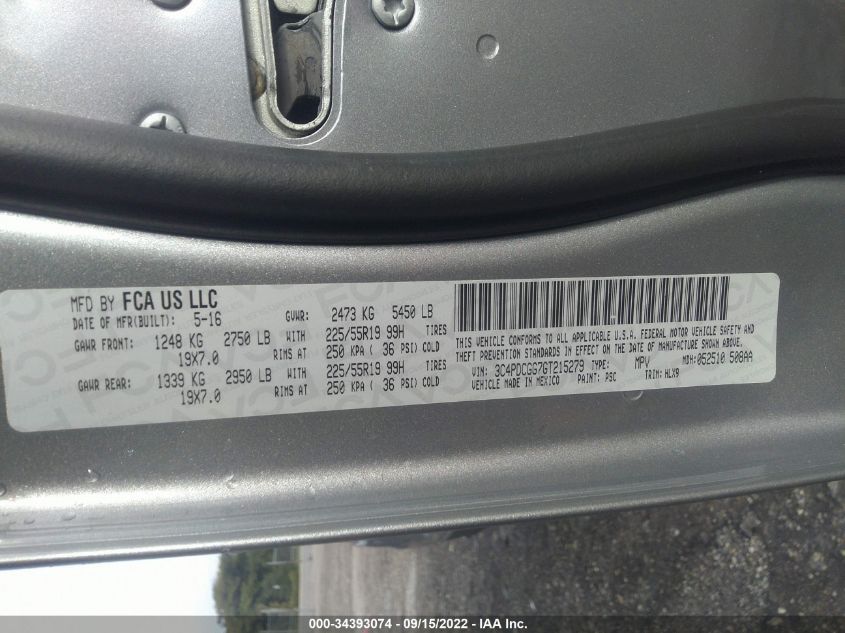 MFD BY FCA US LLC
DATE OF MFR(BUILT): 5-16 GVWR: 2473 KG 5450 LB
GAWR FRONT: 1248 KG 2750 LB WITH 225/55R19 99H TIRES
19X7.0 RIMS AT 250 KPA ( 36 PSI) COLD
GAWR REAR: 1339 KG 2950 LB WITH 225/55R19 99H TIRES
19X7.0 RIMS AT 250 KPA ( 36 PSI) COLD
THIS VEHICLE CONFORMS TO ALL APPLICABLE U.S.A. FEDERAL MOTOR VEHICLE SAFETY AND
THEFT PREVENTION STANDARDS IN EFFECT ON THE DATE OF MANUFACTURE SHOWN ABOVE.
VIN: 3C4PDCGG7GT215279 TYPE: MPV MDH: 052510 508AA
VEHICLE MADE IN MEXICO PAINT: PSC TRIM: HLX9
000-34393074 - 09/15/2022 - IAA Inc.